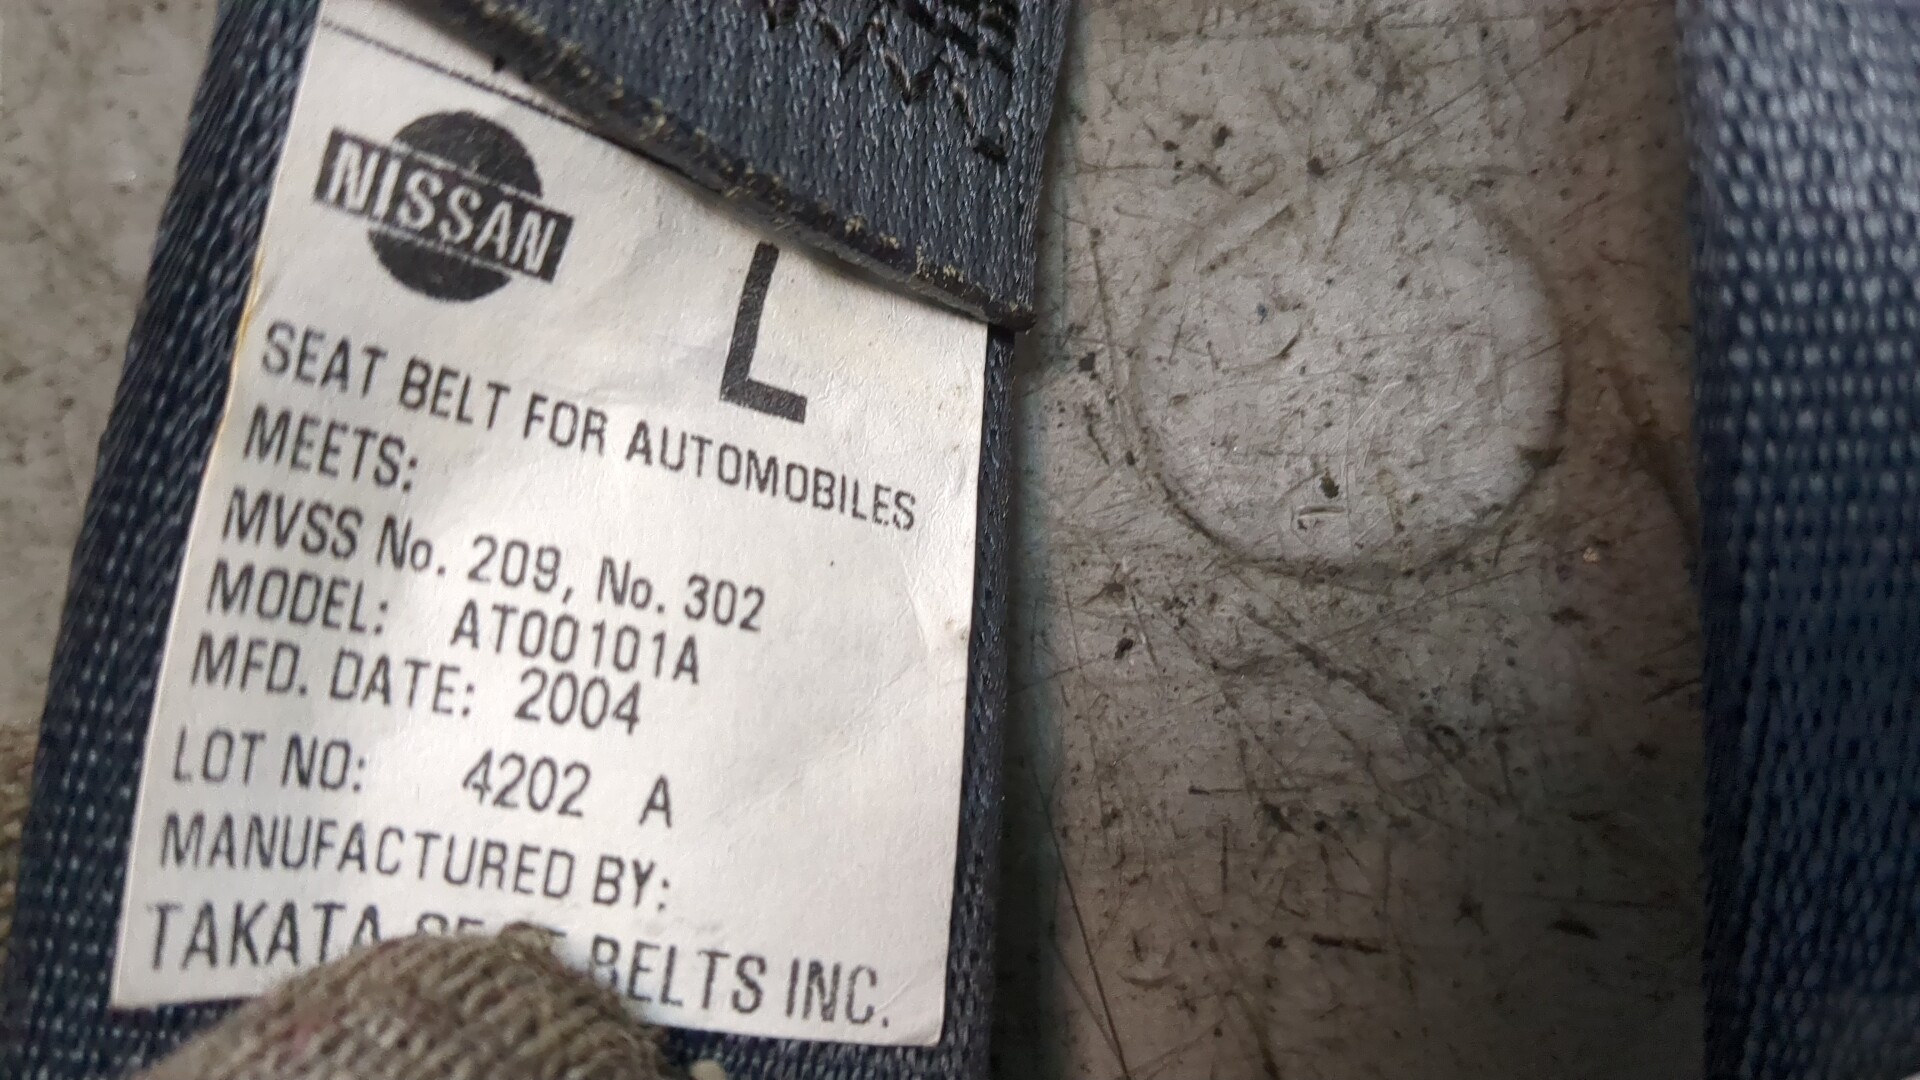 NISSAN
L
SEAT BELT FOR AUTOMOBILES
MEETS:
MVSS No. 209, No. 302
MODEL: AT00101A
MFD. DATE: 2004
LOT NO: 4202 A
MANUFACTURED BY:
TAKATA SEAT BELTS INC.